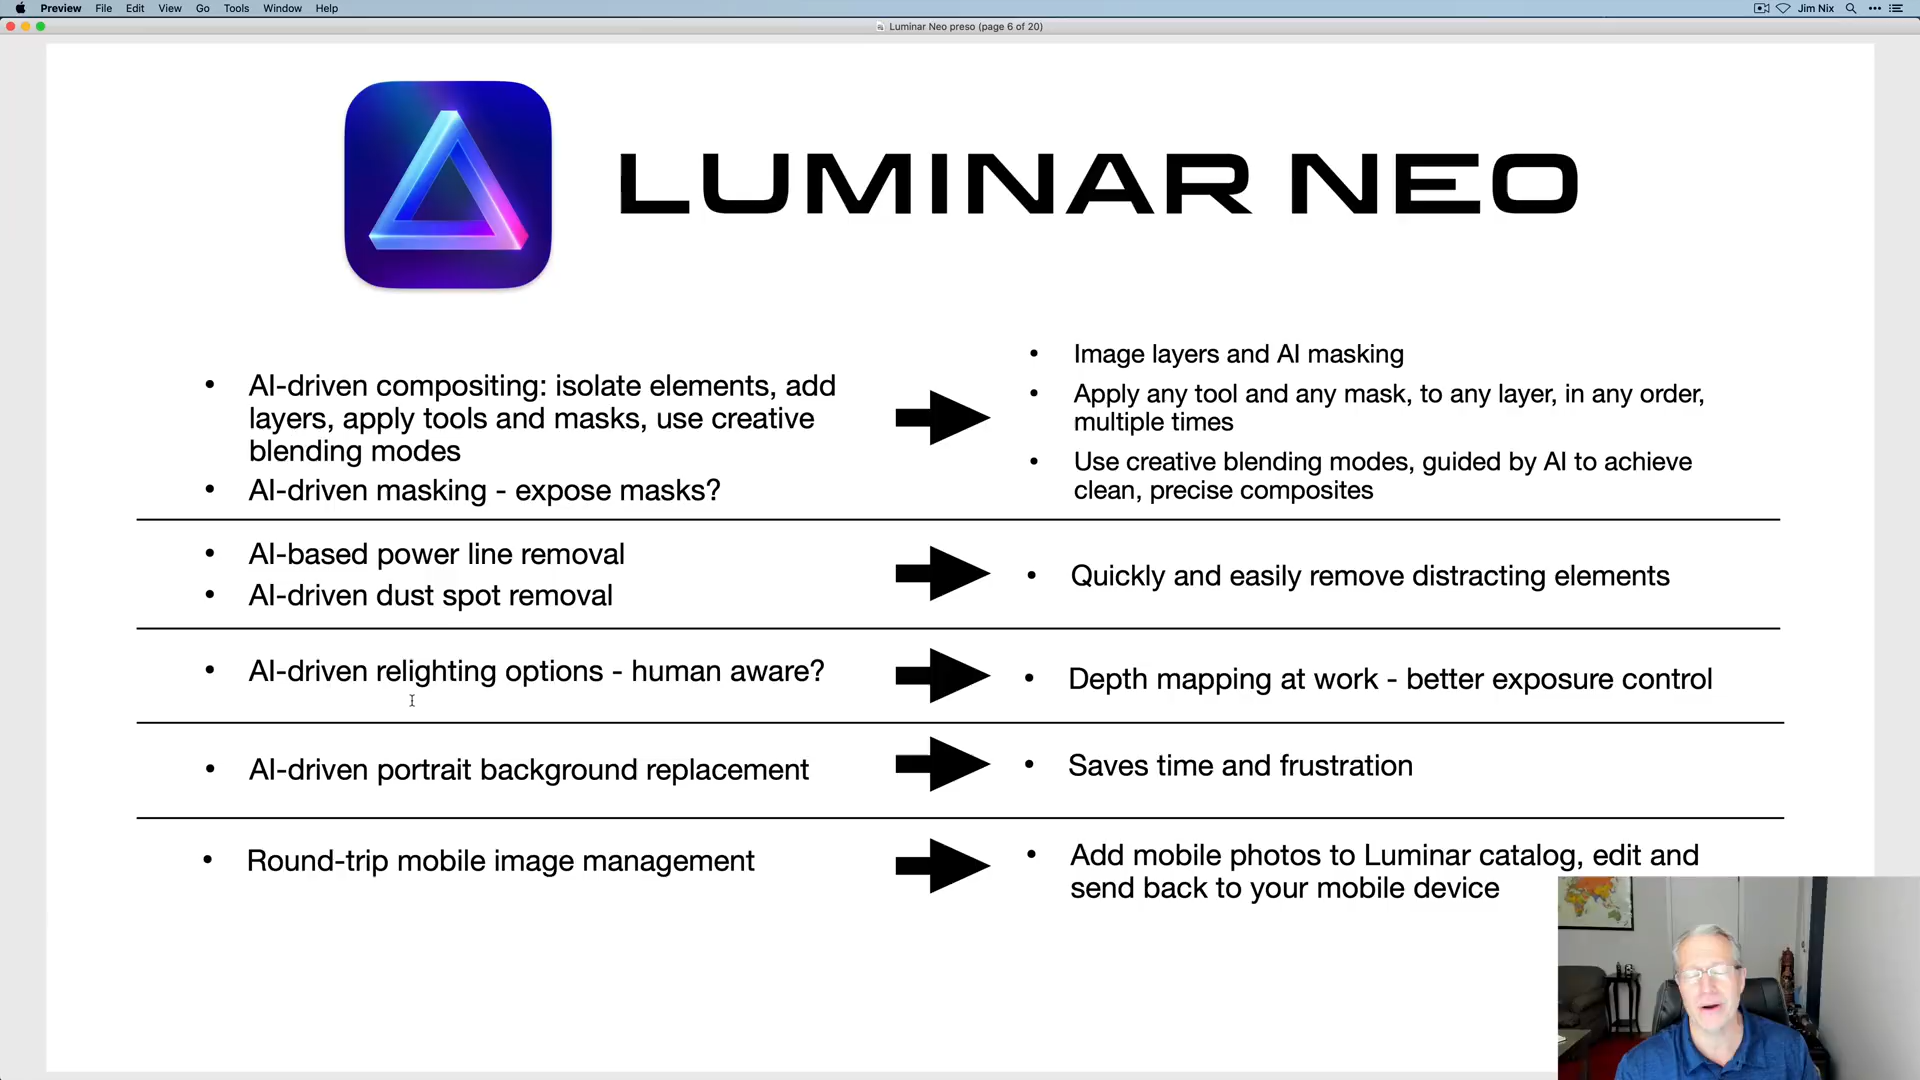 Preview File Edit View Go Tools Window Help
Jim Nix
Luminar Neo preso (page 6 of 20)
LUMINAR NEO
• AI-driven compositing: isolate elements, add
layers, apply tools and masks, use creative
blending modes
• AI-driven masking - expose masks?
• Image layers and AI masking
• Apply any tool and any mask, to any layer, in any order,
multiple times
• Use creative blending modes, guided by AI to achieve
clean, precise composites
• AI-based power line removal
• AI-driven dust spot removal
• Quickly and easily remove distracting elements
• AI-driven relighting options - human aware?
• Depth mapping at work - better exposure control
• AI-driven portrait background replacement
• Saves time and frustration
• Round-trip mobile image management
• Add mobile photos to Luminar catalog, edit and
send back to your mobile device